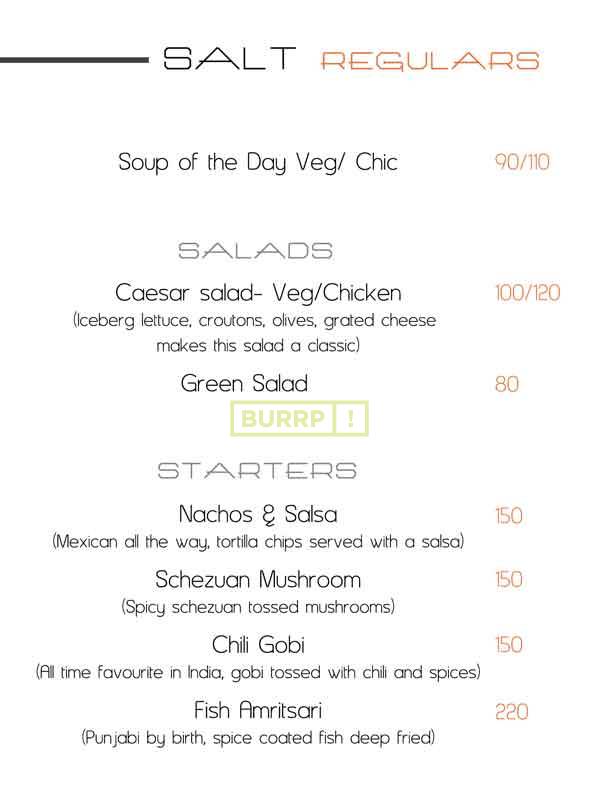 SALT REGULARS
Soup of the Day Veg/ Chic 90/110
SALADS
Caesar salad- Veg/Chicken 100/120
(Iceberg lettuce, croutons, olives, grated cheese
makes this salad a classic)
Green Salad 80
BURRP !
STARTERS
Nachos & Salsa 150
(Mexican all the way, tortilla chips served with a salsa)
Schezuan Mushroom 150
(Spicy schezuan tossed mushrooms)
Chili Gobi 150
(All time favourite in India, gobi tossed with chili and spices)
Fish Amritsari 220
(Punjabi by birth, spice coated fish deep fried)